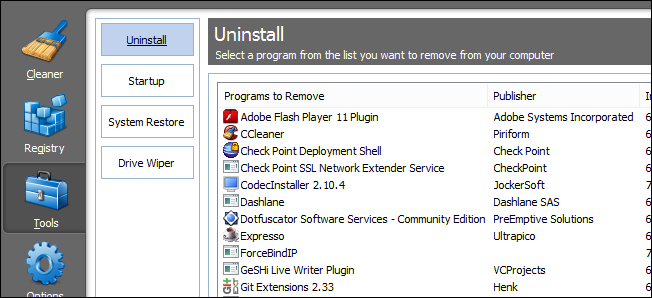 Cleaner
Registry
Tools
Options
Uninstall
Startup
System Restore
Drive Wiper
Uninstall
Select a program from the list you want to remove from your computer
Programs to Remove Publisher
Adobe Flash Player 11 Plugin Adobe Systems Incorporated 6
CCleaner Piriform 6
Check Point Deployment Shell Check Point 6
Check Point SSL Network Extender Service CheckPoint 6
CodecInstaller 2.10.4 JockerSoft 7
Dashlane Dashlane SAS 6
Dotfuscator Software Services - Community Edition PreEmptive Solutions 6
Expresso Ultrapico 6
ForceBindIP 7
GeSHi Live Writer Plugin VCProjects 6
Git Extensions 2.33 Henk 6